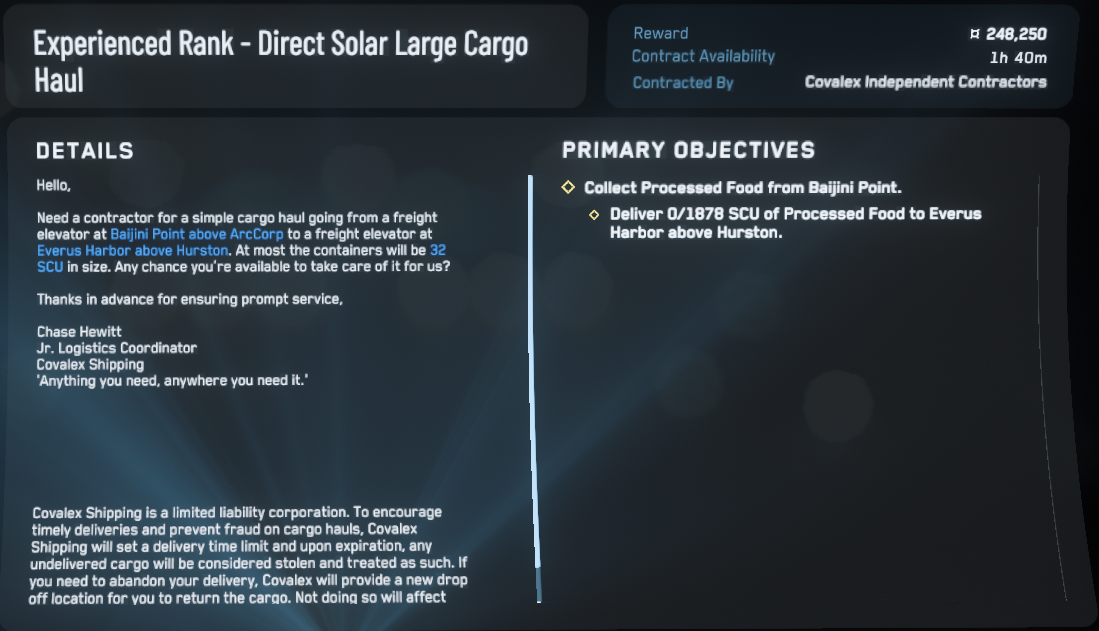 Experienced Rank - Direct Solar Large Cargo
Haul
Reward ¤ 248,250
Contract Availability 1h 40m
Contracted By Covalex Independent Contractors
DETAILS
Hello,
Need a contractor for a simple cargo haul going from a freight
elevator at Baijini Point above ArcCorp to a freight elevator at
Everus Harbor above Hurston. At most the containers will be 32
SCU in size. Any chance you're available to take care of it for us?
Thanks in advance for ensuring prompt service,
Chase Hewitt
Jr. Logistics Coordinator
Covalex Shipping
'Anything you need, anywhere you need it.'
Covalex Shipping is a limited liability corporation. To encourage
timely deliveries and prevent fraud on cargo hauls, Covalex
Shipping will set a delivery time limit and upon expiration, any
undelivered cargo will be considered stolen and treated as such. If
you need to abandon your delivery, Covalex will provide a new drop
off location for you to return the cargo. Not doing so will affect
PRIMARY OBJECTIVES
Collect Processed Food from Baijini Point.
Deliver 0/1878 SCU of Processed Food to Everus
Harbor above Hurston.